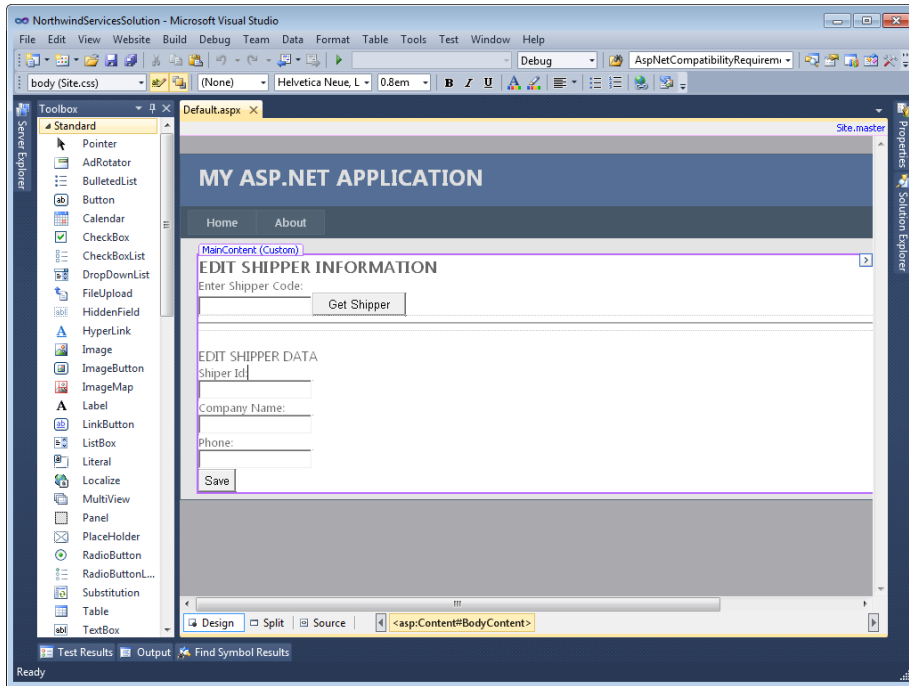 NorthwindServicesSolution - Microsoft Visual Studio
File Edit View Website Build Debug Team Data Format Table Tools Test Window Help
Debug AspNetCompatibilityRequirem
body (Site.css) (None) Helvetica Neue, L 0.8em B I U A
Server Explorer
Toolbox
Standard
Pointer
AdRotator
BulletedList
Button
Calendar
CheckBox
CheckBoxList
DropDownList
FileUpload
HiddenField
HyperLink
Image
ImageButton
ImageMap
Label
LinkButton
ListBox
Literal
Localize
MultiView
Panel
PlaceHolder
RadioButton
RadioButtonL...
Substitution
Table
TextBox
Default.aspx
Site.master
MY ASP.NET APPLICATION
Home About
MainContent (Custom)
EDIT SHIPPER INFORMATION
Enter Shipper Code:
Get Shipper
EDIT SHIPPER DATA
Shiper Id:
Company Name:
Phone:
Save
Design Split Source <asp:Content#BodyContent>
Properties
Solution Explorer
Test Results Output Find Symbol Results
Ready